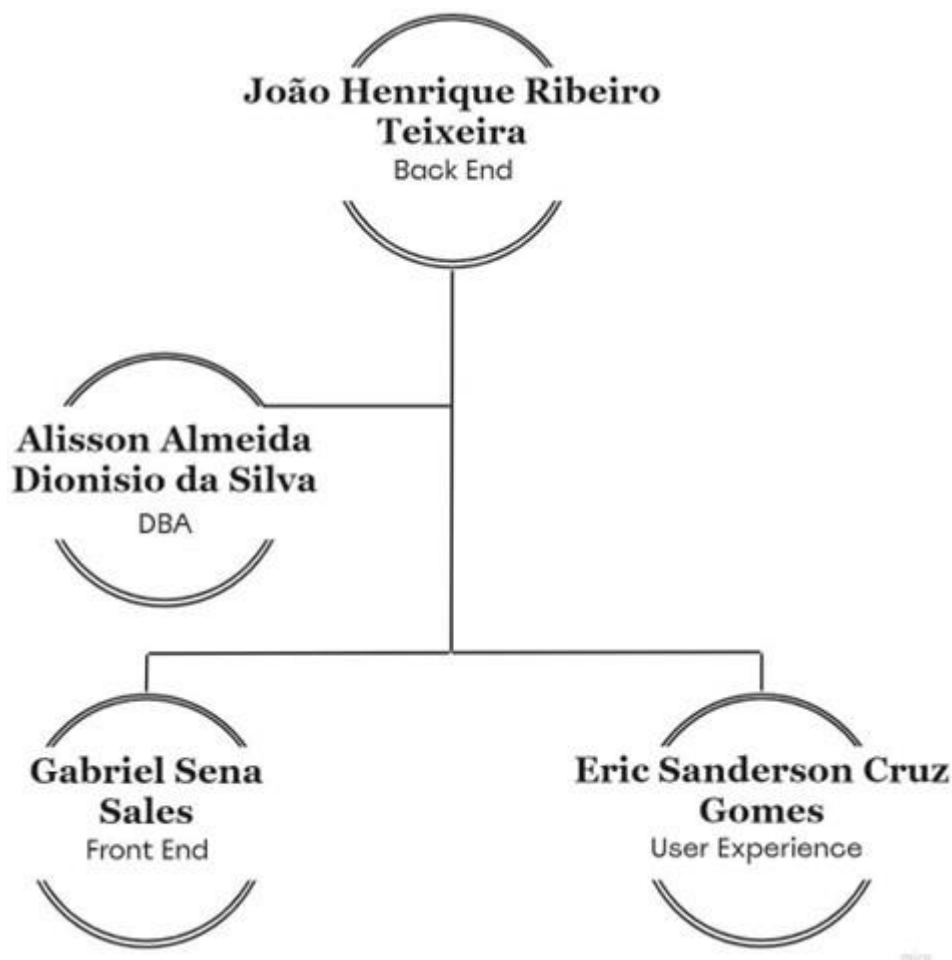 João Henrique Ribeiro
Teixeira
Back End
Alisson Almeida
Dionisio da Silva
DBA
Gabriel Sena
Sales
Front End
Eric Sanderson Cruz
Gomes
User Experience